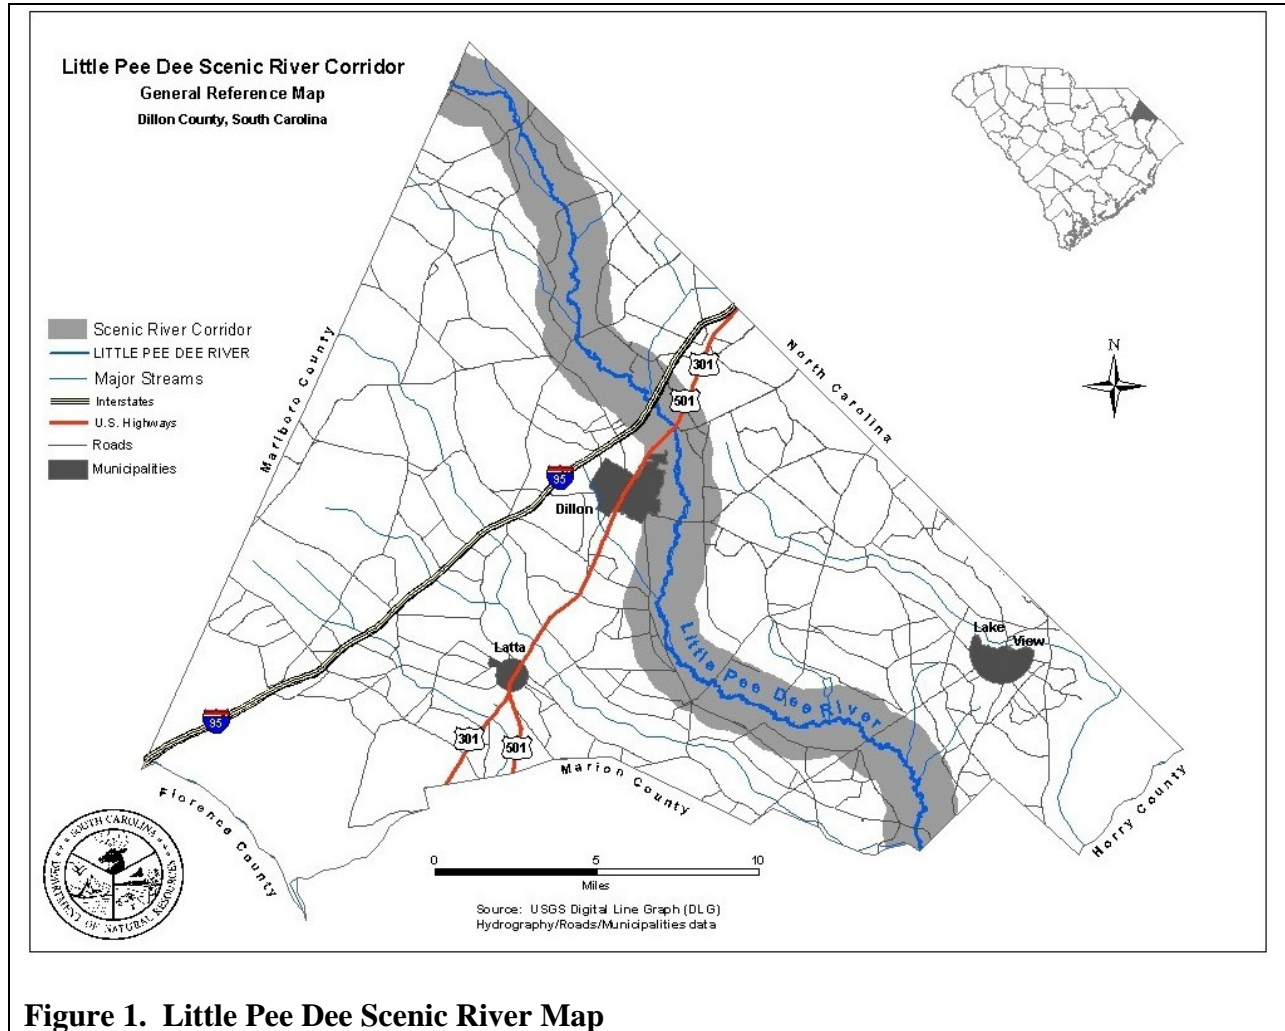 Little Pee Dee Scenic River Corridor
General Reference Map
Dillon County, South Carolina
Scenic River Corridor
LITTLE PEE DEE RIVER
Major Streams
Interstates
U.S. Highways
Roads
Municipalities
Marlboro County
North Carolina
N
301
501
95
Dillon
Lake View
Latta
Little Pee Dee River
95
301
501
Marion County
Florence County
Horry County
SOUTH CAROLINA
DEPARTMENT OF NATURAL RESOURCES
0 5 10
Miles
Source: USGS Digital Line Graph (DLG)
Hydrography/Roads/Municipalities data
Figure 1. Little Pee Dee Scenic River Map